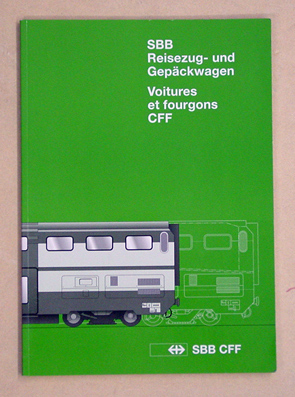 SBB
Reisezug- und
Gepäckwagen
Voitures
et fourgons
CFF
SBB CFF